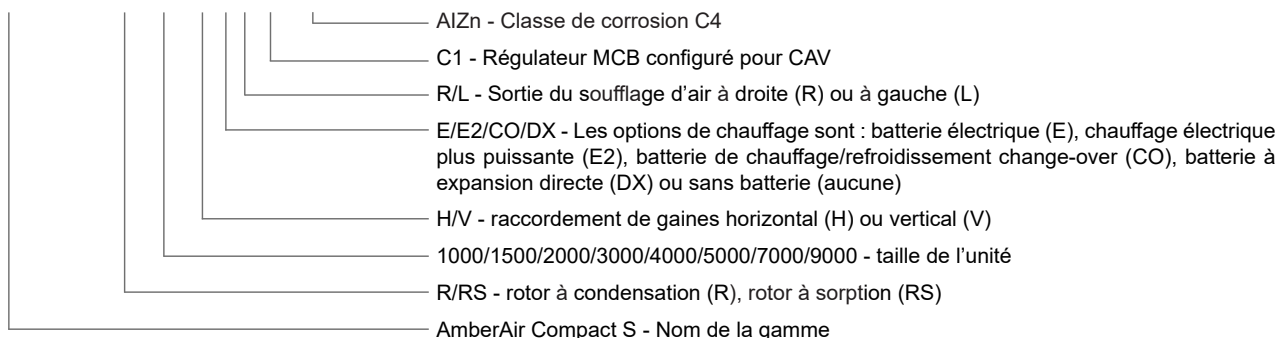 AlZn - Classe de corrosion C4
C1 - Régulateur MCB configuré pour CAV
R/L - Sortie du soufflage d'air à droite (R) ou à gauche (L)
E/E2/CO/DX - Les options de chauffage sont : batterie électrique (E), chauffage électrique
plus puissante (E2), batterie de chauffage/refroidissement change-over (CO), batterie à
expansion directe (DX) ou sans batterie (aucune)
H/V - raccordement de gaines horizontal (H) ou vertical (V)
1000/1500/2000/3000/4000/5000/7000/9000 - taille de l’unité
R/RS - rotor à condensation (R), rotor à sorption (RS)
AmberAir Compact S - Nom de la gamme